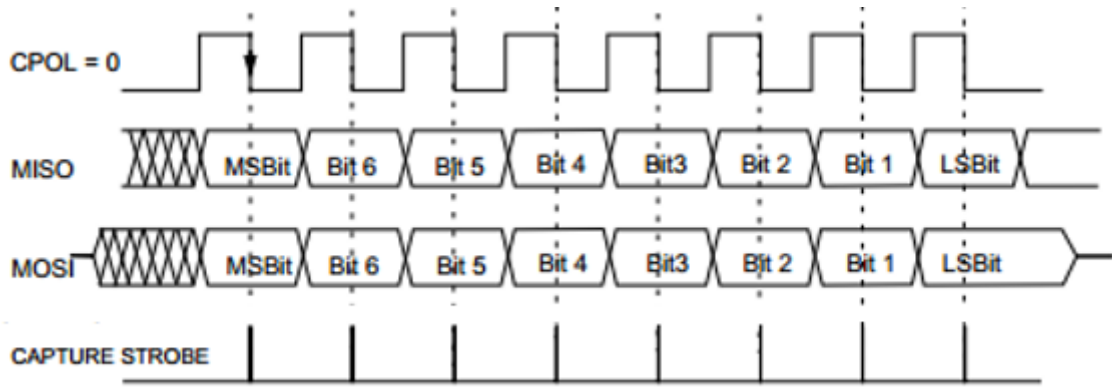 CPOL = 0
MISO MSBit Bit 6 Bit 5 Bit 4 Bit3 Bit 2 Bit 1 LSBit
MOSI MSBit Bit 6 Bit 5 Bit 4 Bit3 Bit 2 Bit 1 LSBit
CAPTURE STROBE